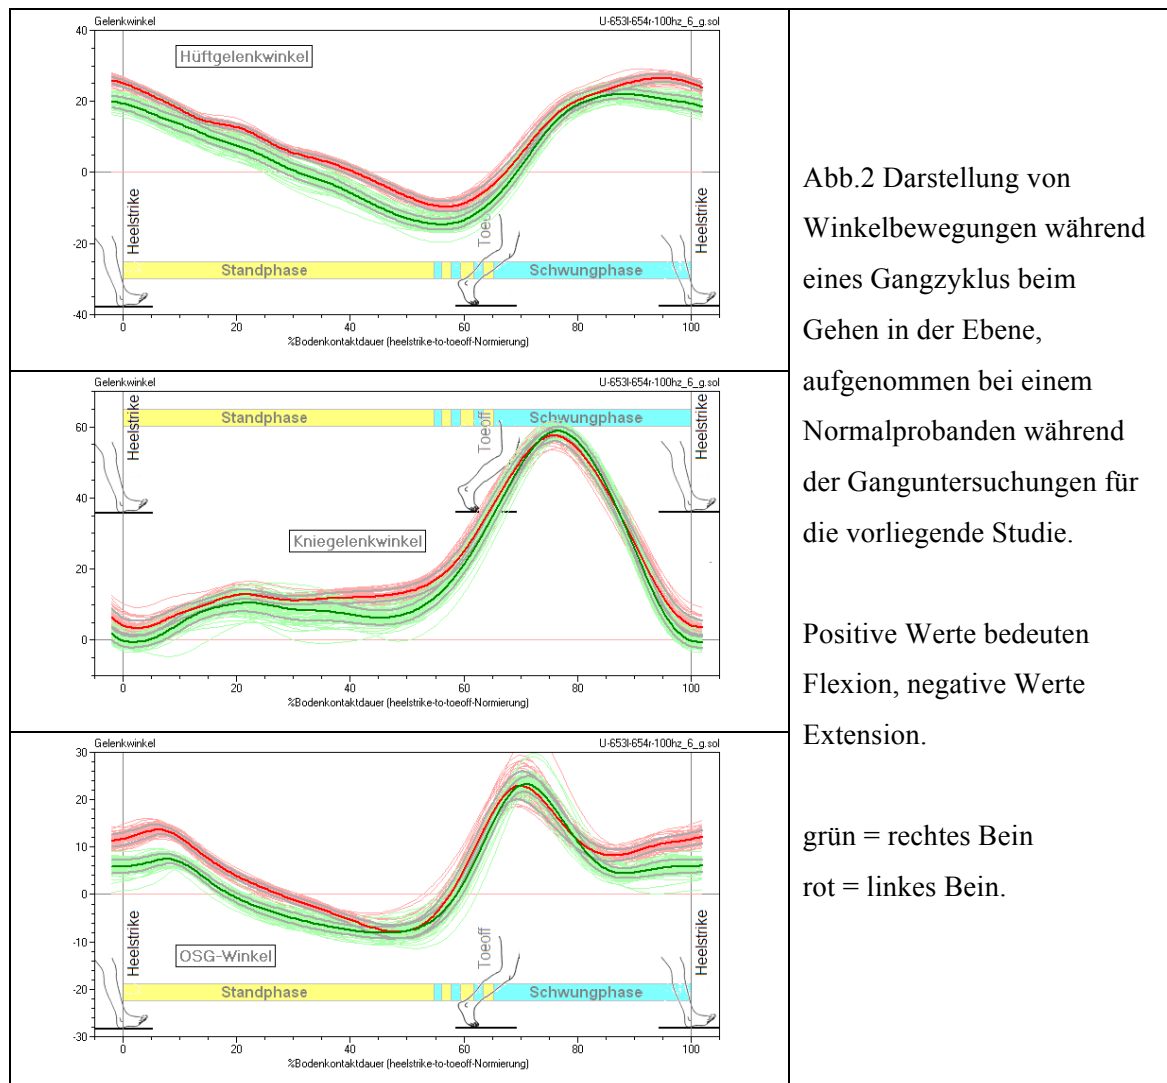 Gelenkwinkel U-653l-654r-100hz_6_g.sol
40
Hüftgelenkwinkel
20
0
Heelstrike
Toeoff
Heelstrike
-20
Standphase Schwungphase
-40
0 20 40 60 80 100
%Bodenkontaktdauer (heelstrike-to-toeoff-Normierung)
Gelenkwinkel U-653l-654r-100hz_6_g.sol
Standphase Schwungphase
60
Heelstrike
Toeoff
Heelstrike
40
Kniegelenkwinkel
20
0
0 20 40 60 80 100
%Bodenkontaktdauer (heelstrike-to-toeoff-Normierung)
Gelenkwinkel U-653l-654r-100hz_6_g.sol
30
20
10
0
Heelstrike
Toeoff
Heelstrike
-10
OSG-Winkel
-20
Standphase Schwungphase
-30
0 20 40 60 80 100
%Bodenkontaktdauer (heelstrike-to-toeoff-Normierung)
Abb.2 Darstellung von
Winkelbewegungen während
eines Gangzyklus beim
Gehen in der Ebene,
aufgenommen bei einem
Normalprobanden während
der Ganguntersuchungen für
die vorliegende Studie.
Positive Werte bedeuten
Flexion, negative Werte
Extension.
grün = rechtes Bein
rot = linkes Bein.